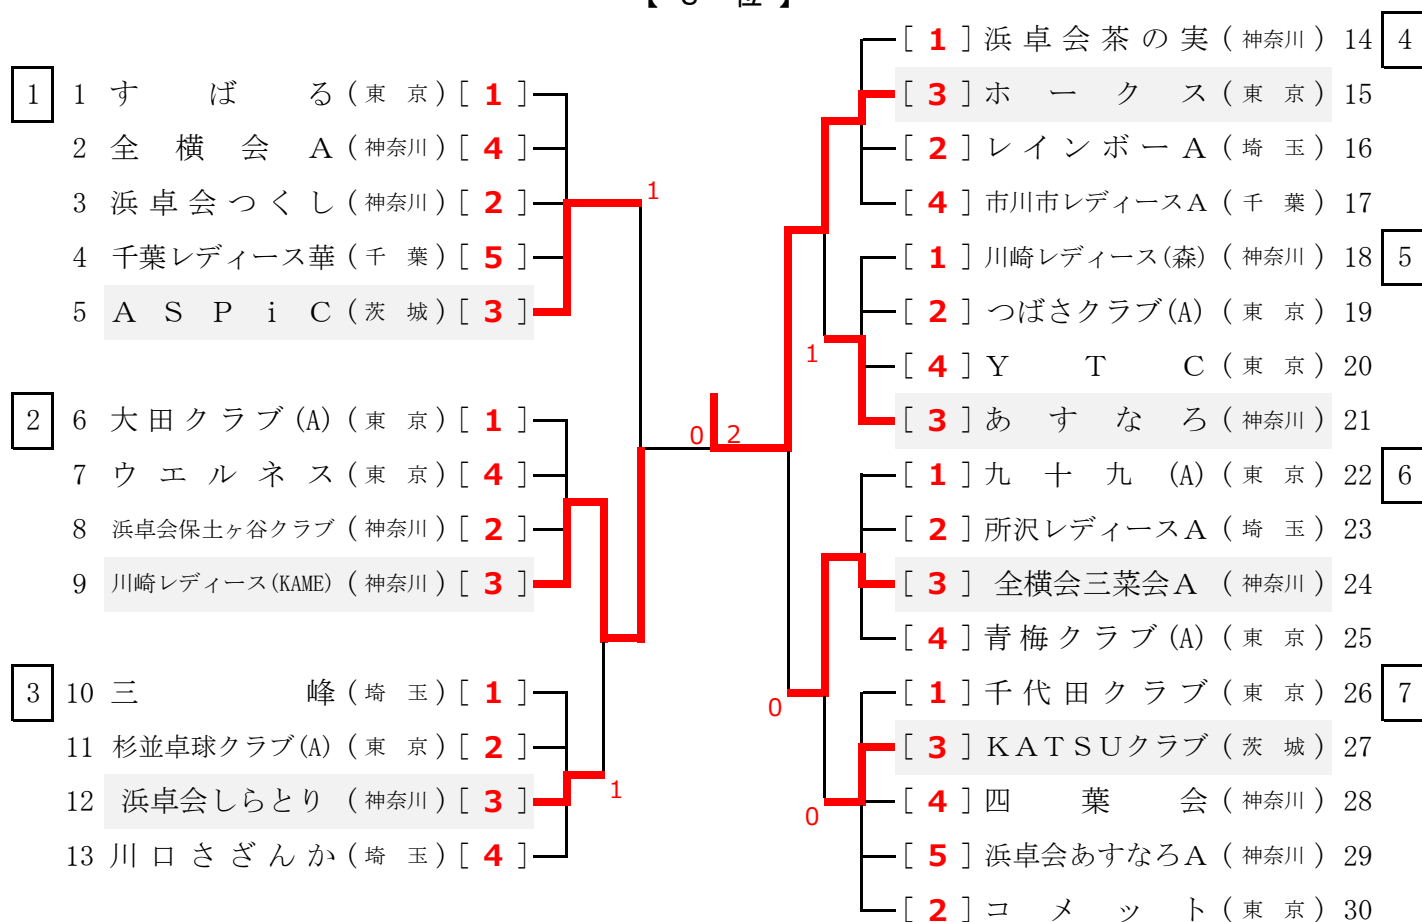 【 3 位 】
1 1 すばる (東 京) [ 1 ]
2 全横会A (神奈川) [ 4 ]
3 浜卓会つくし (神奈川) [ 2 ]
4 千葉レディース華 (千 葉) [ 5 ]
5 ASPiC (茨 城) [ 3 ]
1
2 6 大田クラブ(A) (東 京) [ 1 ]
7 ウエルネス (東 京) [ 4 ]
8 浜卓会保土ヶ谷クラブ (神奈川) [ 2 ]
9 川崎レディース(KAME) (神奈川) [ 3 ]
3 10 三峰 (埼 玉) [ 1 ]
11 杉並卓球クラブ(A) (東 京) [ 2 ]
12 浜卓会しらとり (神奈川) [ 3 ]
13 川口さざんか (埼 玉) [ 4 ]
1
0 2
[ 1 ] 浜卓会茶の実 (神奈川) 14 4
[ 3 ] ホークス (東 京) 15
[ 2 ] レインボーA (埼 玉) 16
[ 4 ] 市川市レディースA (千 葉) 17
[ 1 ] 川崎レディース(森) (神奈川) 18 5
[ 2 ] つばさクラブ(A) (東 京) 19
[ 4 ] YTC (東 京) 20
[ 3 ] あすなろ (神奈川) 21
1
[ 1 ] 九十九(A) (東 京) 22 6
[ 2 ] 所沢レディースA (埼 玉) 23
[ 3 ] 全横会三菜会A (神奈川) 24
[ 4 ] 青梅クラブ(A) (東 京) 25
0
[ 1 ] 千代田クラブ (東 京) 26 7
[ 3 ] KATSUクラブ (茨 城) 27
[ 4 ] 四葉会 (神奈川) 28
[ 5 ] 浜卓会あすなろA (神奈川) 29
[ 2 ] コメット (東 京) 30
0